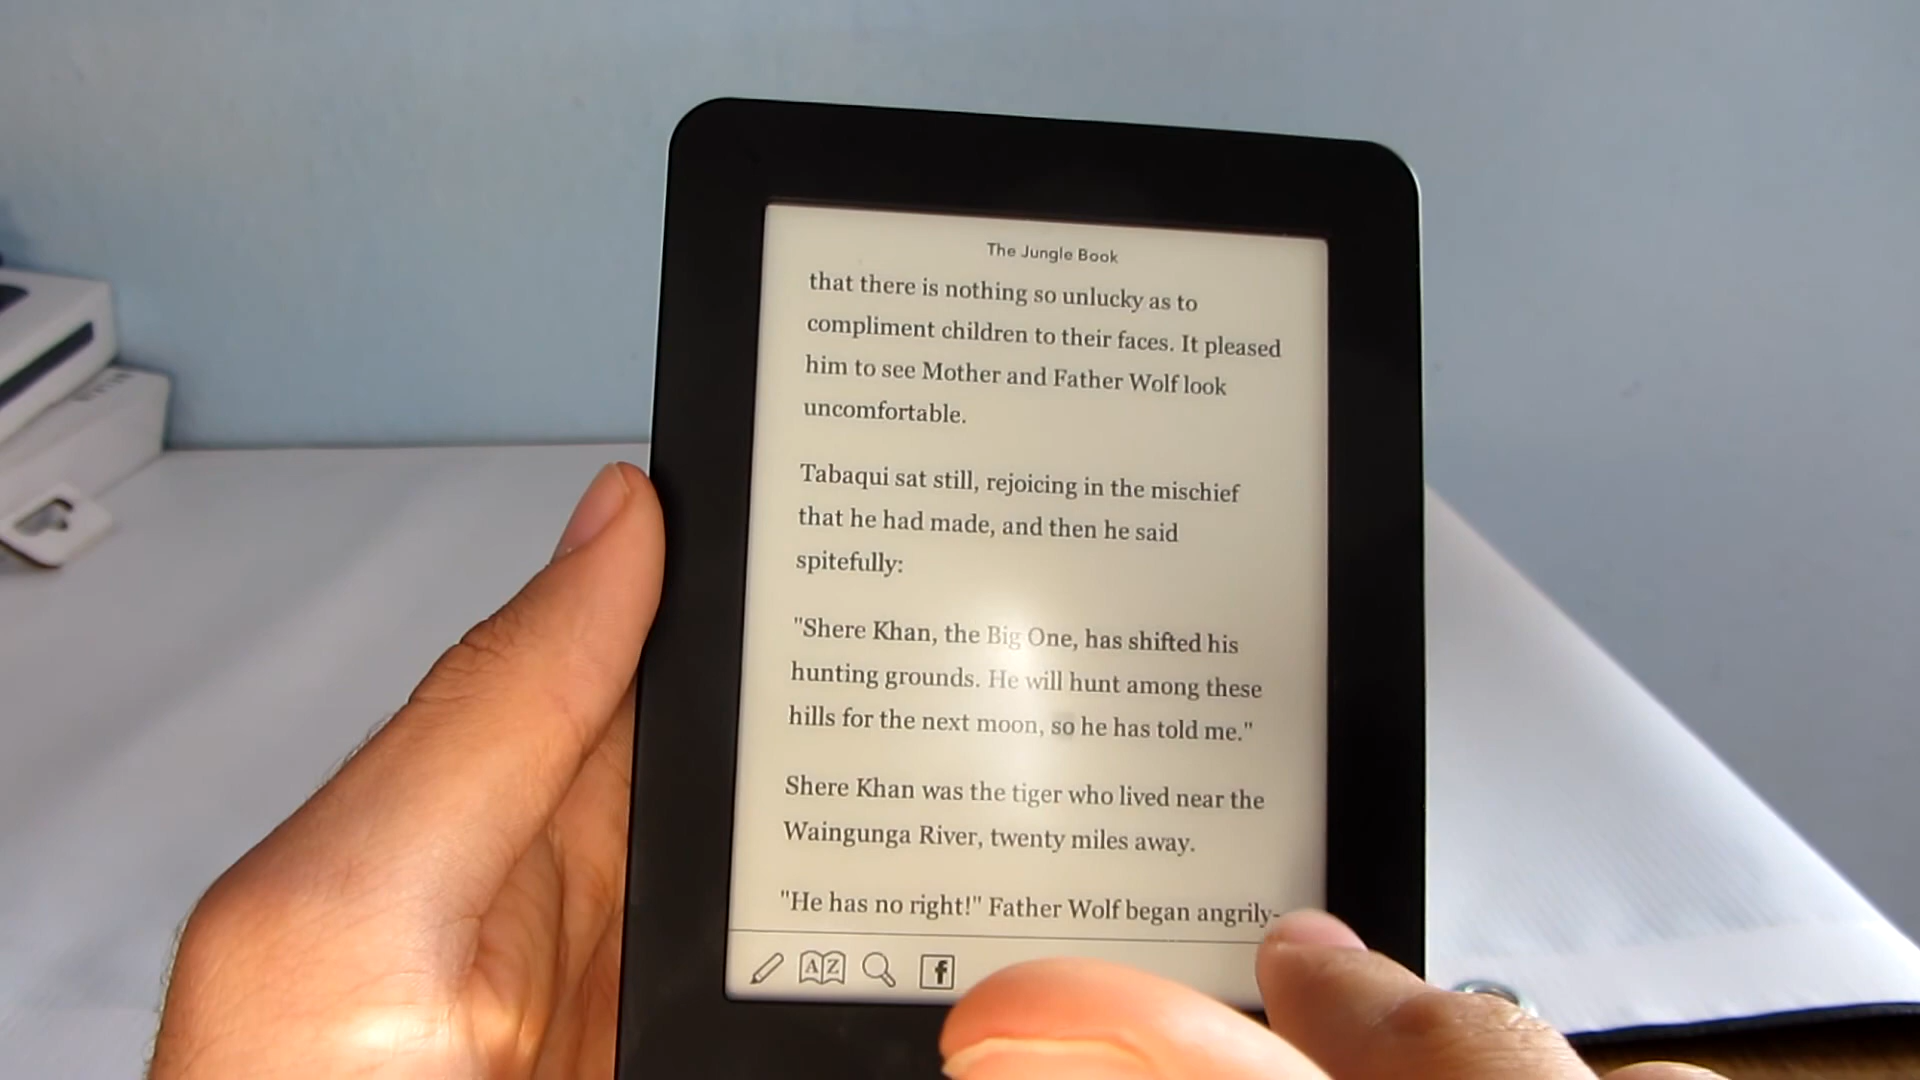 The Jungle Book
that there is nothing so unlucky as to
compliment children to their faces. It pleased
him to see Mother and Father Wolf look
uncomfortable.
Tabaqui sat still, rejoicing in the mischief
that he had made, and then he said
spitefully:
"Shere Khan, the Big One, has shifted his
hunting grounds. He will hunt among these
hills for the next moon, so he has told me."
Shere Khan was the tiger who lived near the
Waingunga River, twenty miles away.
"He has no right!" Father Wolf began angrily-
AZ
f